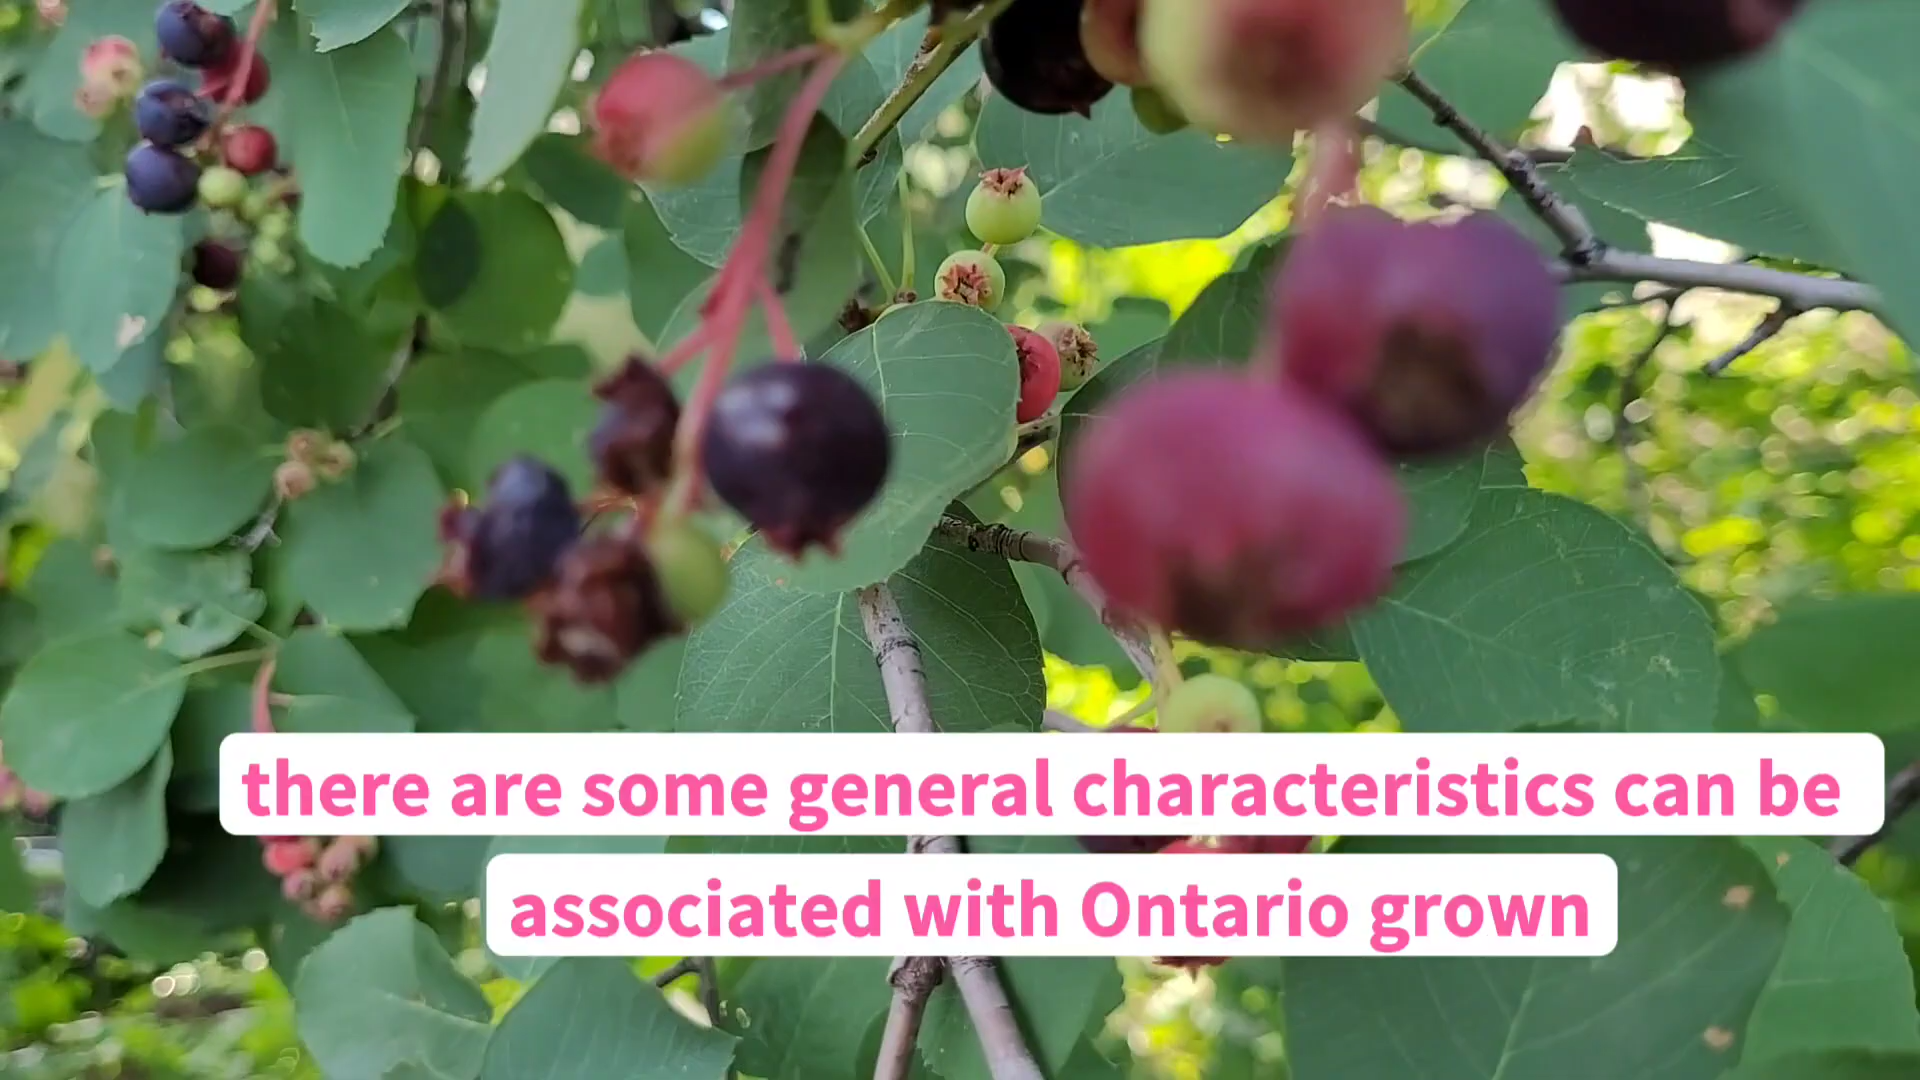 there are some general characteristics can be
associated with Ontario grown